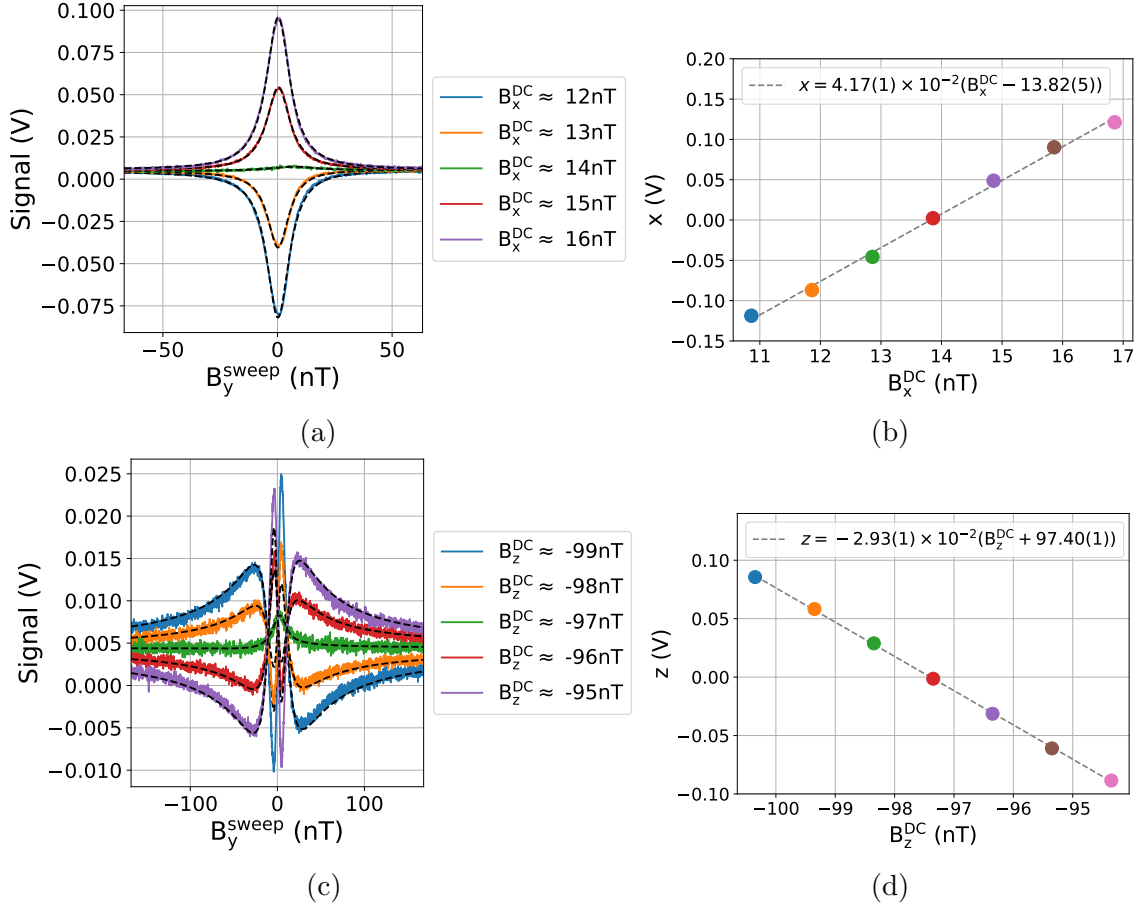 0.100
0.075
0.050
0.025
0.000
−0.025
−0.050
−0.075
Signal (V)
−50
0
50
B_y^sweep (nT)
B_x^DC ≈ 12nT
B_x^DC ≈ 13nT
B_x^DC ≈ 14nT
B_x^DC ≈ 15nT
B_x^DC ≈ 16nT
(a)
0.20
0.15
0.10
0.05
0.00
−0.05
−0.10
−0.15
x (V)
x = 4.17(1) × 10^−2(B_x^DC − 13.82(5))
11
12
13
14
15
16
17
B_x^DC (nT)
(b)
0.025
0.020
0.015
0.010
0.005
0.000
−0.005
−0.010
Signal (V)
−100
0
100
B_y^sweep (nT)
B_z^DC ≈ -99nT
B_z^DC ≈ -98nT
B_z^DC ≈ -97nT
B_z^DC ≈ -96nT
B_z^DC ≈ -95nT
(c)
0.10
0.05
0.00
−0.05
−0.10
z (V)
z = −2.93(1) × 10^−2(B_z^DC + 97.40(1))
−100
−99
−98
−97
−96
−95
B_z^DC (nT)
(d)